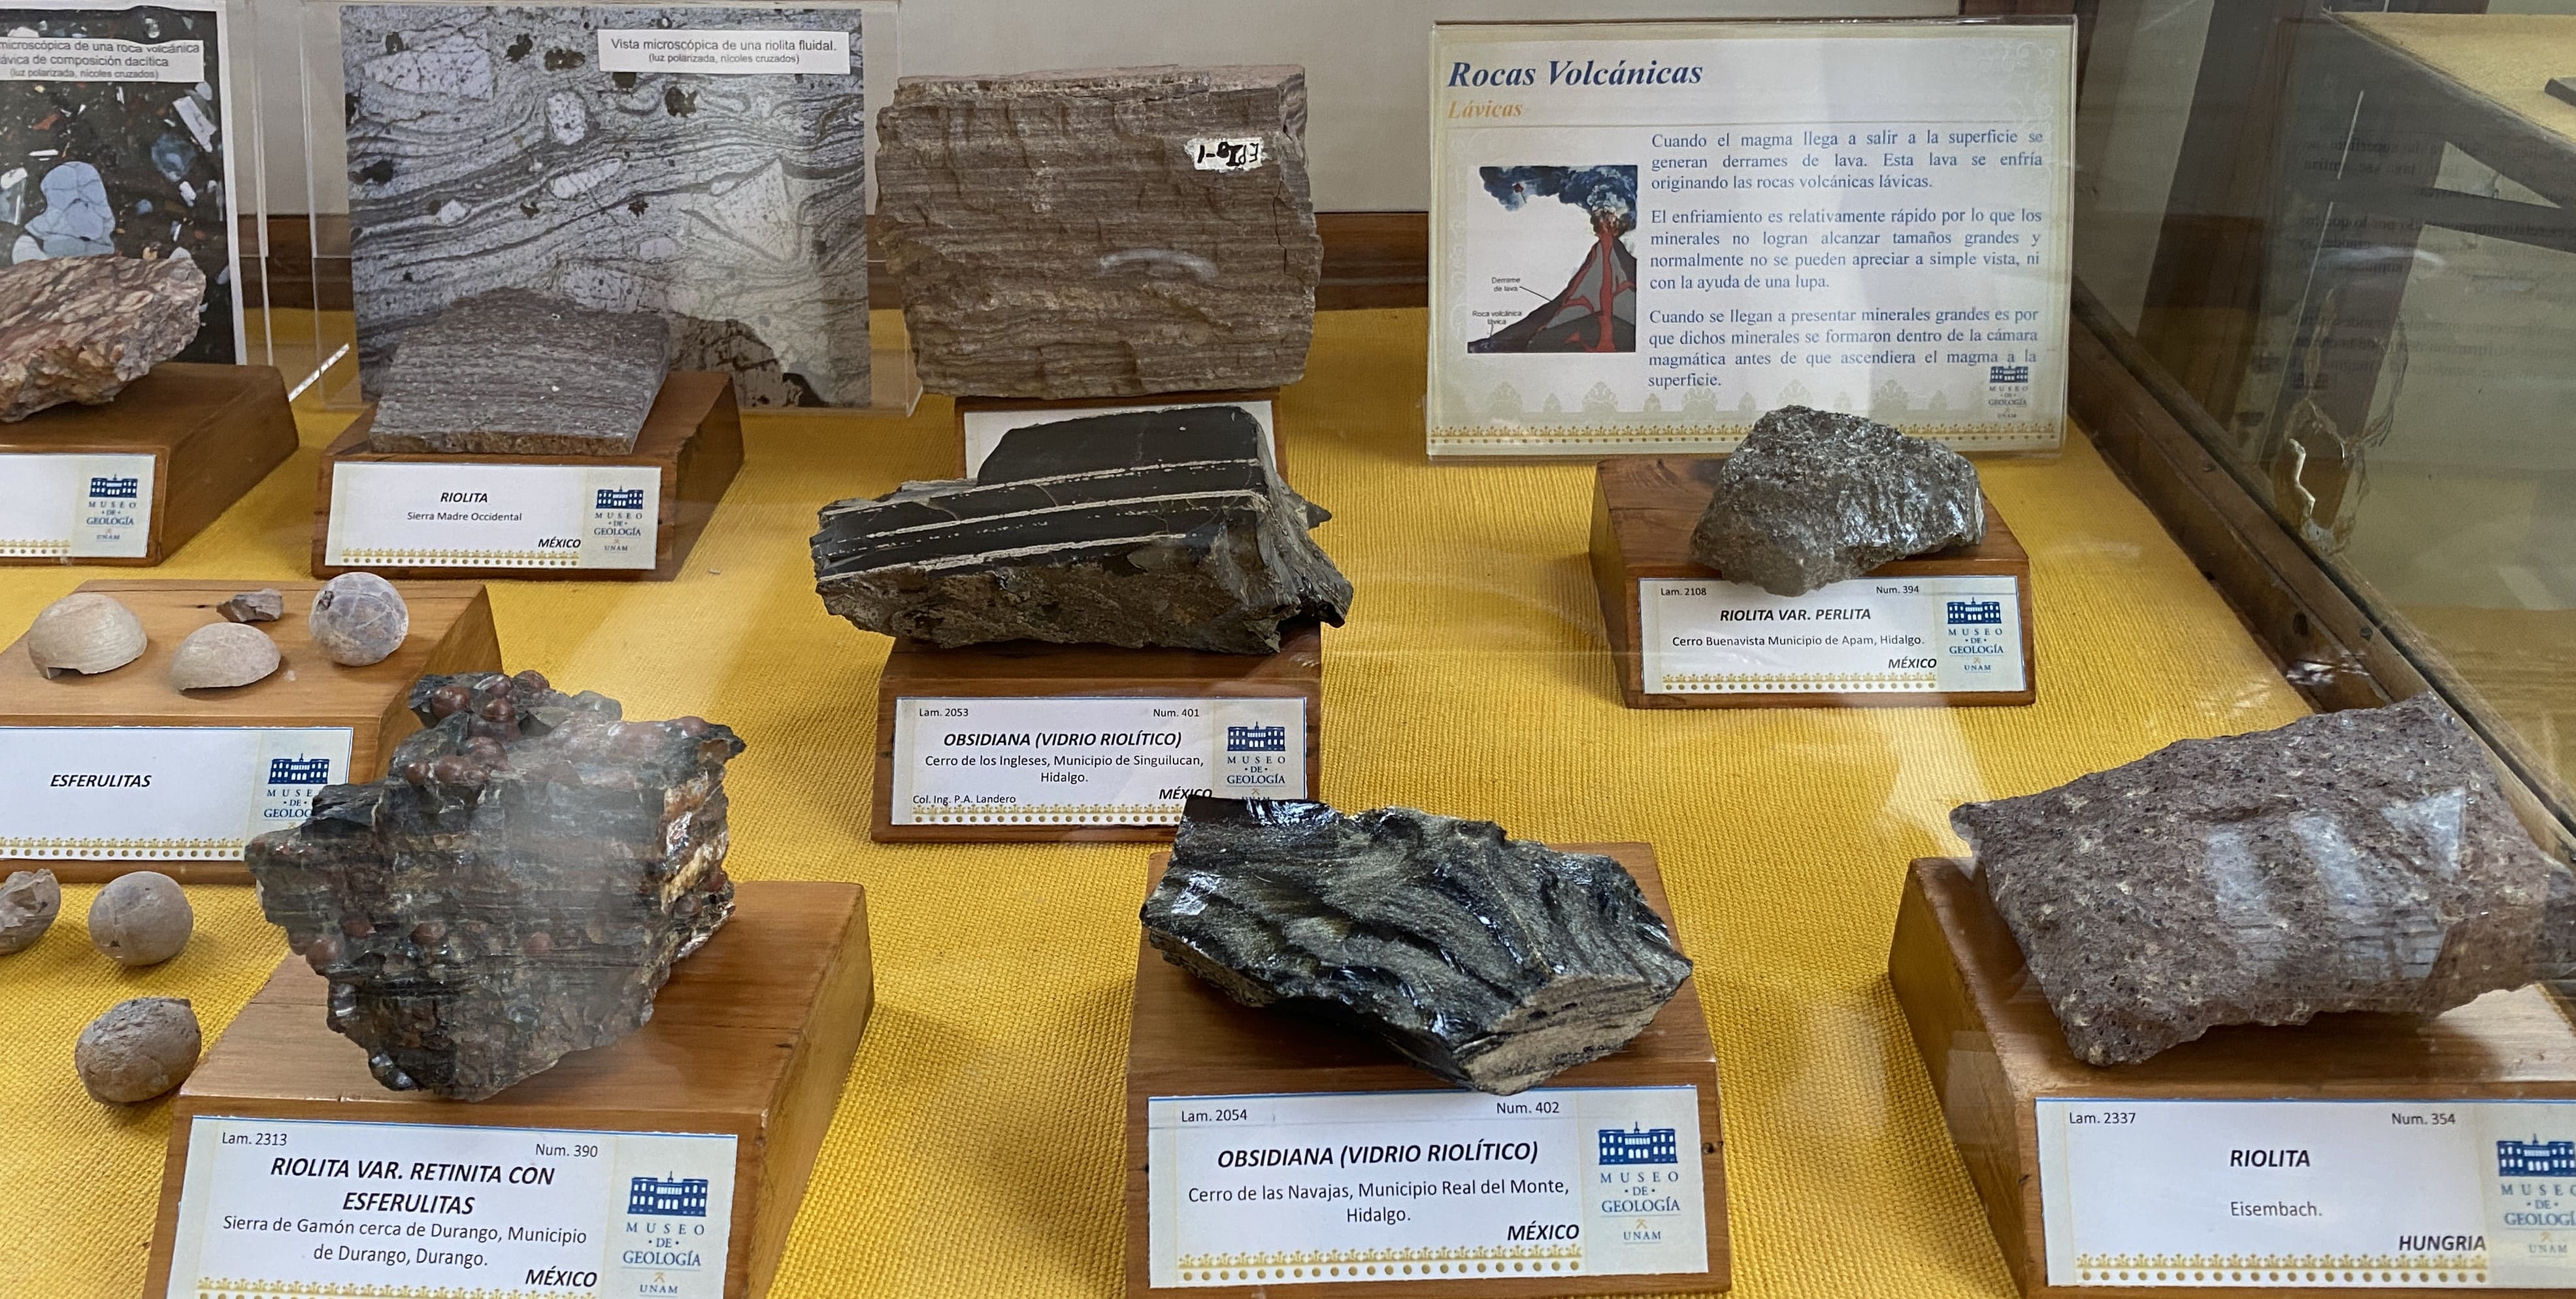 microscópica de una roca volcánica
lávica de composición dacítica
(luz polarizada, nícoles cruzados)
Vista microscópica de una riolita fluidal.
(luz polarizada, nícoles cruzados)
Rocas Volcánicas
Lávicas
Cuando el magma llega a salir a la superficie se
generan derrames de lava. Esta lava se enfría
originando las rocas volcánicas lávicas.
El enfriamiento es relativamente rápido por lo que los
minerales no logran alcanzar tamaños grandes y
normalmente no se pueden apreciar a simple vista, ni
con la ayuda de una lupa.
Cuando se llegan a presentar minerales grandes es por
que dichos minerales se formaron dentro de la cámara
magmática antes de que ascendiera el magma a la
superficie.
Derrame
de lava
Roca volcánica
lávica
MUSEO
DE
GEOLOGÍA
UNAM
MUSEO
• DE •
GEOLOGÍA
UNAM
RIOLITA
Sierra Madre Occidental
MÉXICO
MUSEO
• DE •
GEOLOGÍA
UNAM
Lam. 2108 Num. 394
RIOLITA VAR. PERLITA
Cerro Buenavista Municipio de Apam, Hidalgo.
MÉXICO
MUSEO
• DE •
GEOLOGÍA
UNAM
ESFERULITAS
MUSE
• DE •
GEOLOG
Lam. 2053 Num. 401
OBSIDIANA (VIDRIO RIOLÍTICO)
Cerro de los Ingleses, Municipio de Singuilucan,
Hidalgo.
Col. Ing. P.A. Landero
MÉXICO
MUSEO
• DE •
GEOLOGÍA
UNAM
Lam. 2313 Num. 390
RIOLITA VAR. RETINITA CON
ESFERULITAS
Sierra de Gamón cerca de Durango, Municipio
de Durango, Durango.
MÉXICO
MUSEO
• DE •
GEOLOGÍA
UNAM
Lam. 2054 Num. 402
OBSIDIANA (VIDRIO RIOLÍTICO)
Cerro de las Navajas, Municipio Real del Monte,
Hidalgo.
MÉXICO
MUSEO
• DE •
GEOLOGÍA
UNAM
Lam. 2337 Num. 354
RIOLITA
Eisembach.
HUNGRIA
MUSEO
• DE •
GEOLOGÍ
UNAM